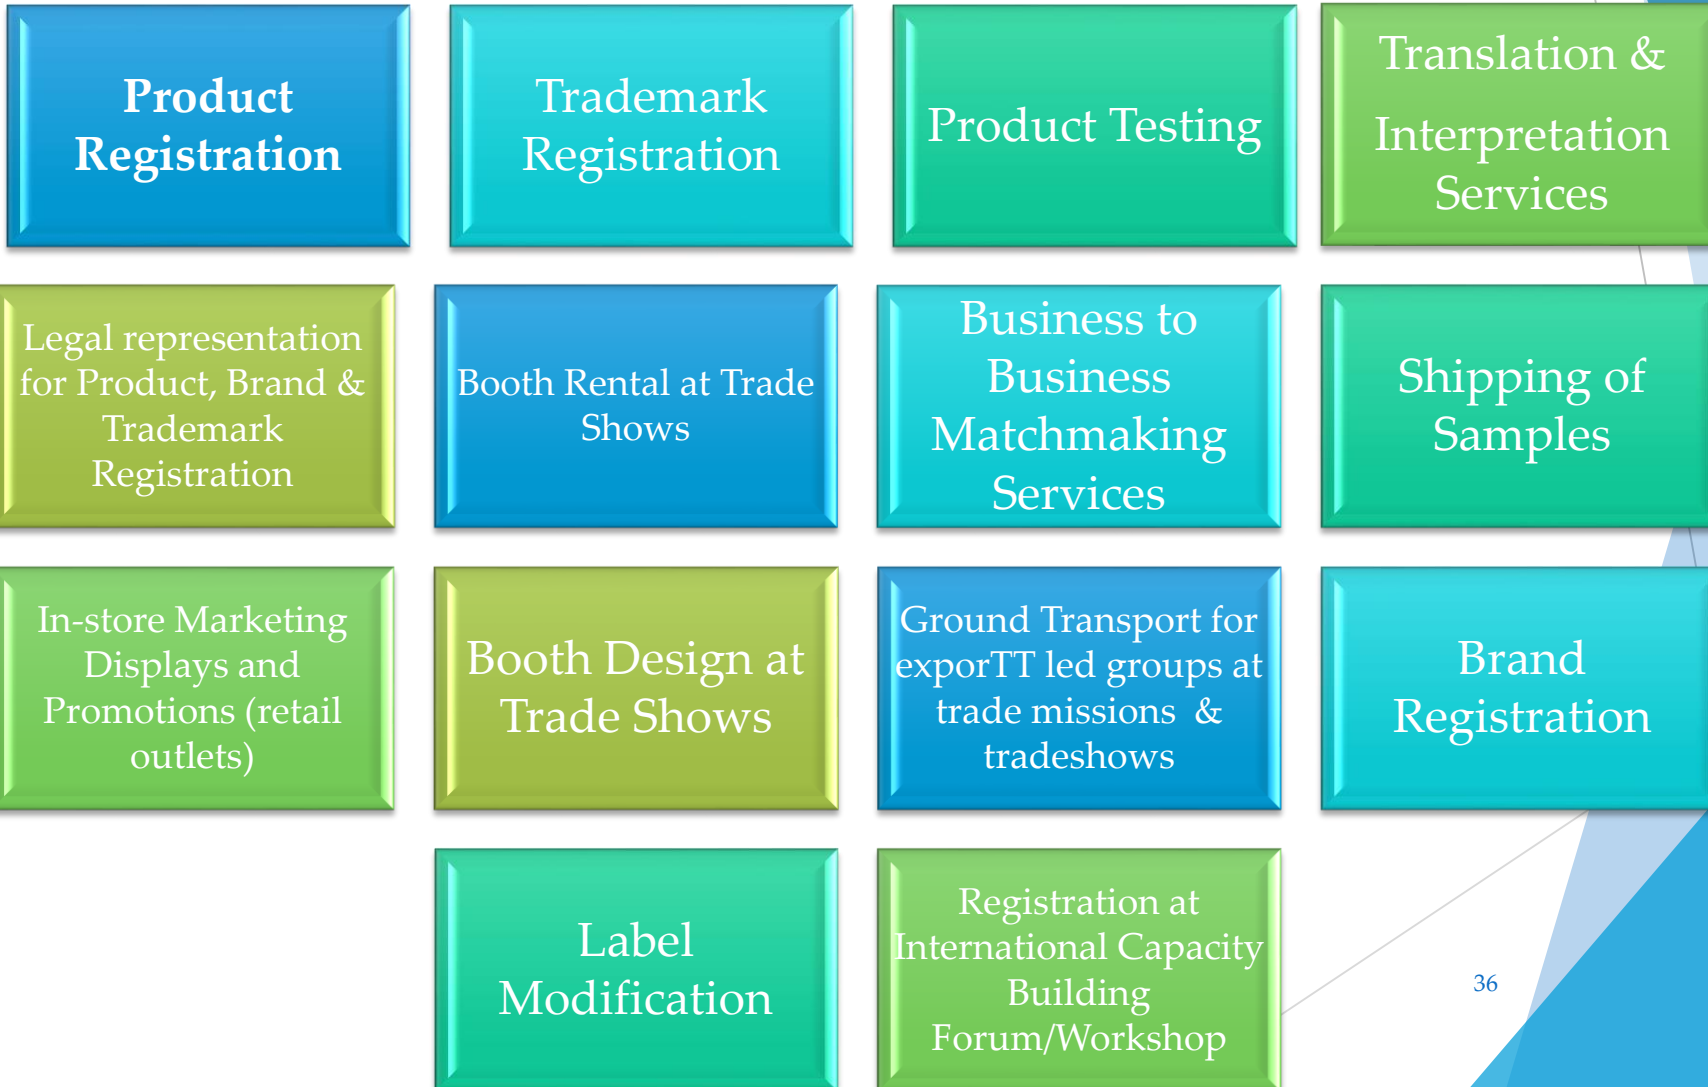 Product
Registration
Trademark
Registration
Product Testing
Translation &
Interpretation
Services
Legal representation
for Product, Brand &
Trademark
Registration
Booth Rental at Trade
Shows
Business to
Business
Matchmaking
Services
Shipping of
Samples
In-store Marketing
Displays and
Promotions (retail
outlets)
Booth Design at
Trade Shows
Ground Transport for
exporTT led groups at
trade missions &
tradeshows
Brand
Registration
Label
Modification
Registration at
International Capacity
Building
Forum/Workshop
36